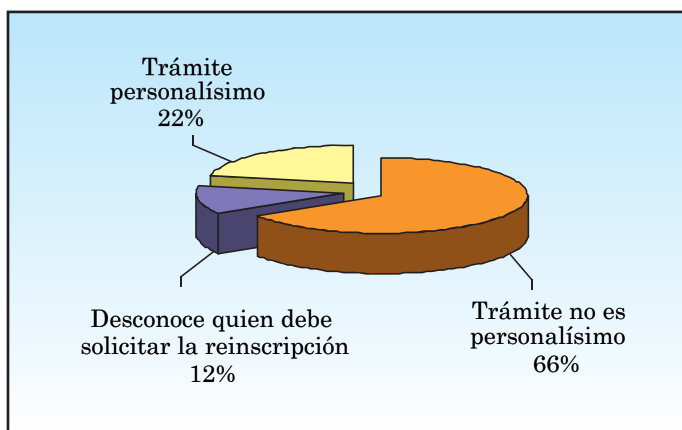 Trámite
personalísimo
22%
Desconoce quien debe
solicitar la reinscripción
12%
Trámite no es
personalísimo
66%